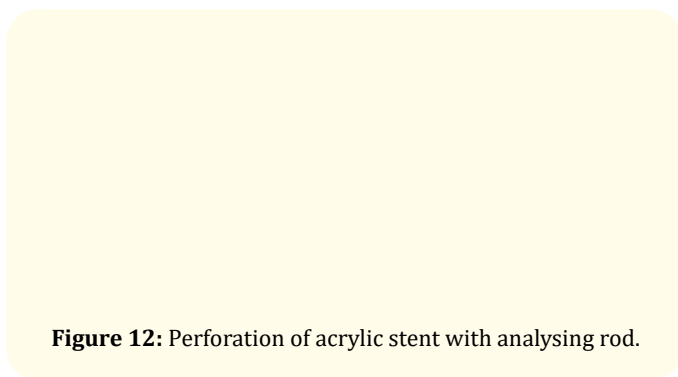 Figure 12: Perforation of acrylic stent with analysing rod.